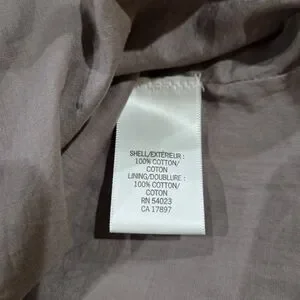 SHELL/EXTÉRIEUR :
100% COTTON/
COTON
LINING/DOUBLURE :
100% COTTON/
COTON
RN 54023
CA 17897